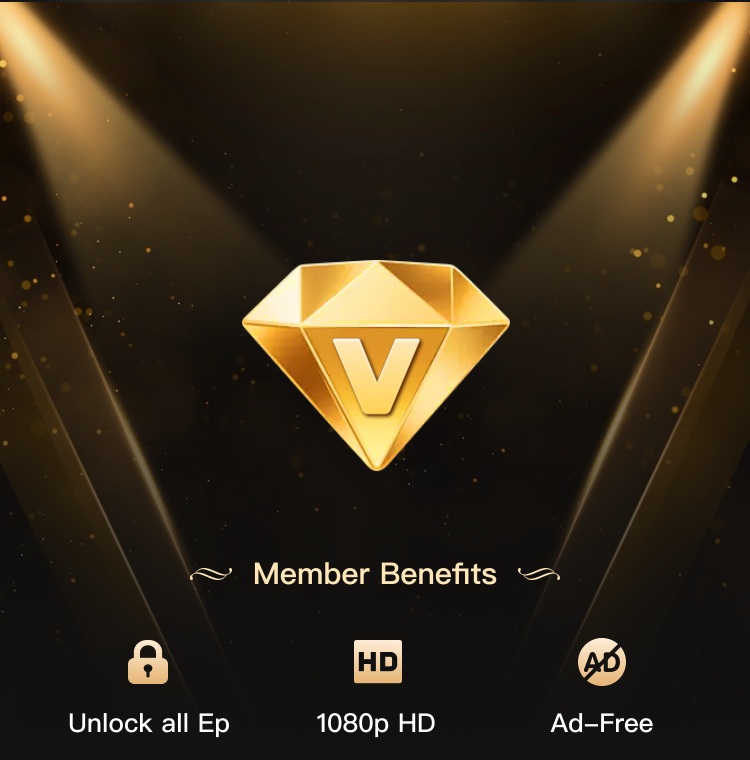 V
Member Benefits
HD
AD
Unlock all Ep
1080p HD
Ad–Free